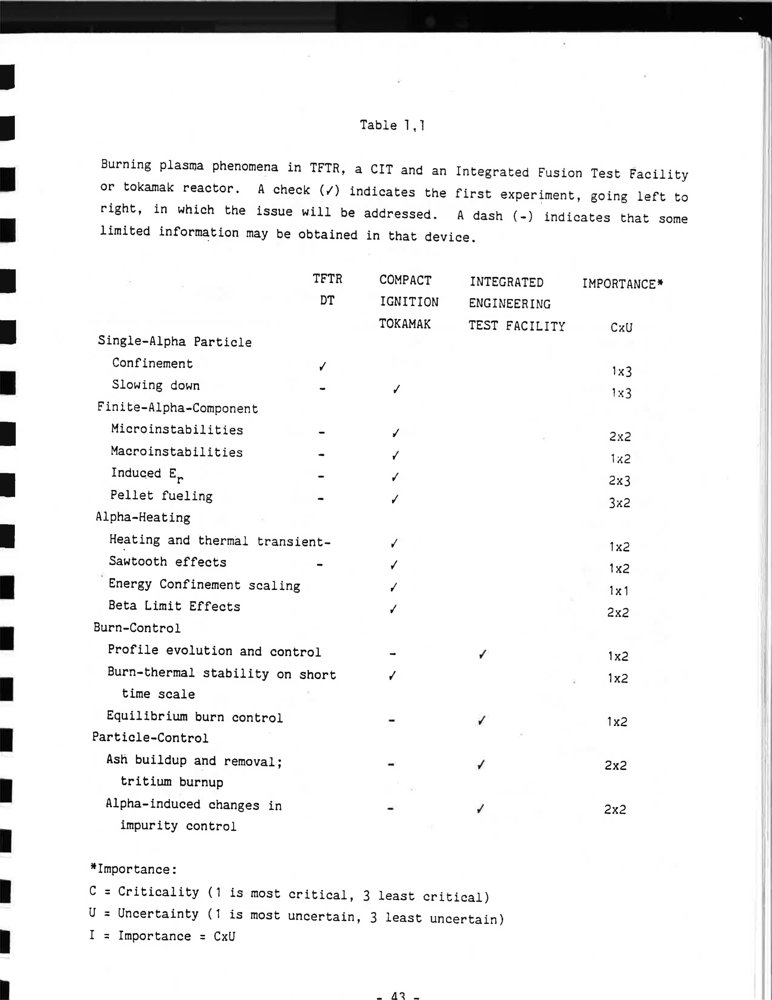 Table 1.1
Burning plasma phenomena in TFTR, a CIT and an Integrated Fusion Test Facility
or tokamak reactor. A check (✓) indicates the first experiment, going left to
right, in which the issue will be addressed. A dash (-) indicates that some
limited information may be obtained in that device.
TFTR COMPACT INTEGRATED IMPORTANCE*
DT IGNITION ENGINEERING
TOKAMAK TEST FACILITY CxU
Single-Alpha Particle
Confinement ✓ 1x3
Slowing down - ✓ 1x3
Finite-Alpha-Component
Microinstabilities - ✓ 2x2
Macroinstabilities - ✓ 1x2
Induced Er - ✓ 2x3
Pellet fueling - ✓ 3x2
Alpha-Heating
Heating and thermal transient- ✓ 1x2
Sawtooth effects - ✓ 1x2
Energy Confinement scaling ✓ 1x1
Beta Limit Effects ✓ 2x2
Burn-Control
Profile evolution and control - ✓ 1x2
Burn-thermal stability on short ✓ 1x2
time scale
Equilibrium burn control - ✓ 1x2
Particle-Control
Ash buildup and removal; - ✓ 2x2
tritium burnup
Alpha-induced changes in - ✓ 2x2
impurity control
*Importance:
C = Criticality (1 is most critical, 3 least critical)
U = Uncertainty (1 is most uncertain, 3 least uncertain)
I = Importance = CxU
- 43 -